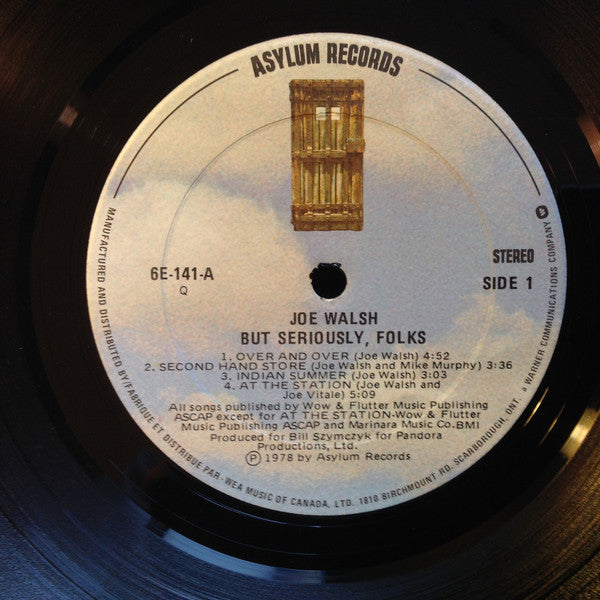 ASYLUM RECORDS
6E-141-A
Q
STEREO
SIDE 1
JOE WALSH
BUT SERIOUSLY, FOLKS
1. OVER AND OVER (Joe Walsh) 4:52
2. SECOND HAND STORE (Joe Walsh and Mike Murphy) 3:36
3. INDIAN SUMMER (Joe Walsh) 3:03
4. AT THE STATION (Joe Walsh and
Joe Vitale) 5:09
All songs published by Wow & Flutter Music Publishing
ASCAP except for AT THE STATION-Wow & Flutter
Music Publishing ASCAP and Marinara Music Co.BMI
Produced for Bill Szymczyk for Pandora
Productions, Ltd.
Ⓟ 1978 by Asylum Records
MANUFACTURED AND DISTRIBUTED BY/FABRIQUE ET DISTRIBUE PAR - WEA MUSIC OF CANADA, LTD. 1810 BIRCHMOUNT RD. SCARBOROUGH, ONT. a WARNER COMMUNICATIONS COMPANY